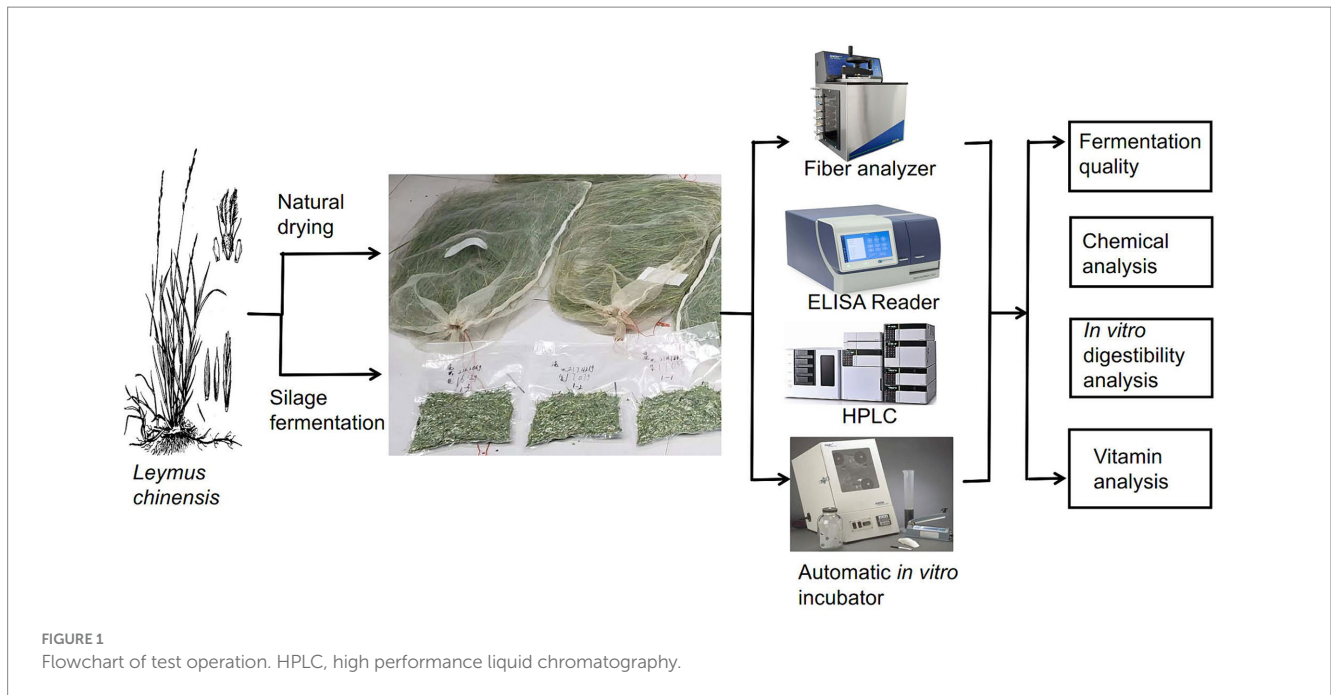 Natural
drying
Silage
fermentation
Leymus
chinensis
Fiber analyzer
ELISA Reader
HPLC
Automatic in vitro
incubator
Fermentation
quality
Chemical
analysis
In vitro
digestibility
analysis
Vitamin
analysis
FIGURE 1
Flowchart of test operation. HPLC, high performance liquid chromatography.